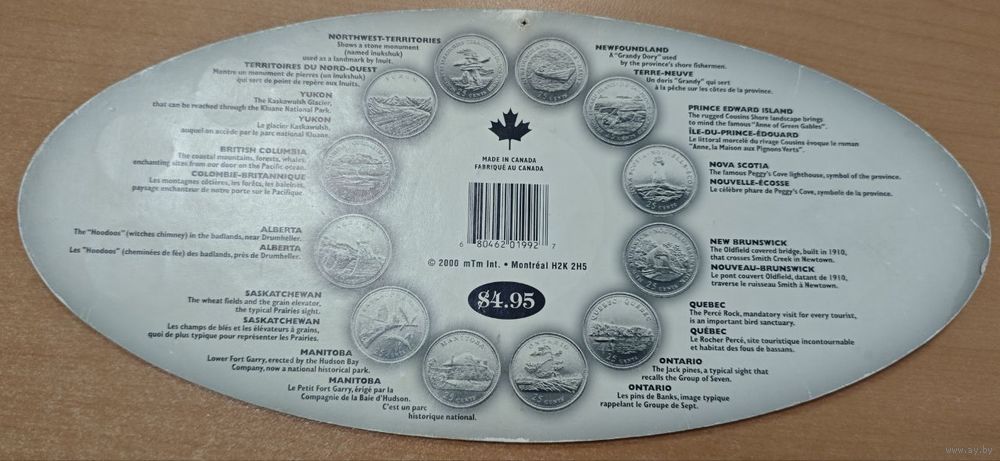 NORTHWEST-TERRITORIES
Shows a stone monument
(named inukshuk)
used as a landmark by Inuit.
TERRITOIRES DU NORD-OUEST
Montre un monument de pierres (un inukshuk)
qui sert de point de repère aux Inuits.
YUKON
The Kaskawulsh Glacier,
that can be reached through the Kluane National Park.
YUKON
Le glacier Kaskawulsh,
auquel on accède par le parc national Kluane.
BRITISH COLUMBIA
The coastal mountains, forests, whales,
enchanting sites from our door on the Pacific ocean.
COLOMBIE-BRITANNIQUE
Les montagnes côtières, les forêts, les baleines,
paysage enchanteur de notre porte sur le Pacifique.
ALBERTA
The "Hoodoos" (witches chimney) in the badlands, near Drumheller.
ALBERTA
Les "Hoodoos" (cheminées de fée) des badlands, près de Drumheller.
SASKATCHEWAN
The wheat fields and the grain elevator,
the typical Prairies sight.
SASKATCHEWAN
Les champs de blés et les élévateurs à grains,
quoi de plus typique pour représenter les Prairies.
MANITOBA
Lower Fort Garry, erected by the Hudson Bay
Company, now a national historical park.
MANITOBA
Le Petit Fort Garry, érigé par la
Compagnie de la Baie d'Hudson.
C'est un parc
historique national.
MADE IN CANADA
FABRIQUÉ AU CANADA
6 80462 01992 7
© 2000 mTm Int. • Montréal H2K 2H5
$4.95
NEWFOUNDLAND
A "Grandy Dory" used
by the province's shore fishermen.
TERRE-NEUVE
Un doris "Grandy" qui sert
à la pêche sur les côtes de la province.
PRINCE EDWARD ISLAND
The rugged Cousins Shore landscape brings
to mind the famous "Anne of Green Gables".
ÎLE-DU-PRINCE-ÉDOUARD
Le littoral morcelé du rivage Cousins évoque le roman
"Anne, la Maison aux Pignons Verts".
NOVA SCOTIA
The famous Peggy's Cove lighthouse, symbol of the province.
NOUVELLE-ÉCOSSE
Le célèbre phare de Peggy's Cove, symbole de la province.
NEW BRUNSWICK
The Oldfield covered bridge, built in 1910,
that crosses Smith Creek in Newtown.
NOUVEAU-BRUNSWICK
Le pont couvert Oldfield, datant de 1910,
traverse le ruisseau Smith à Newtown.
QUEBEC
The Percé Rock, mandatory visit for every tourist,
is an important bird sanctuary.
QUÉBEC
Le Rocher Percé, site touristique incontournable
et habitat des fous de bassans.
ONTARIO
The Jack pines, a typical sight that
recalls the Group of Seven.
ONTARIO
Les pins de Banks, image typique
rappelant le Groupe de Sept.
YUKON
MANITOBA
25 CENTS
ONTARIO
25 CENTS
QUEBEC QUÉBEC
25 CENTS
25 CENTS
www.ay.by